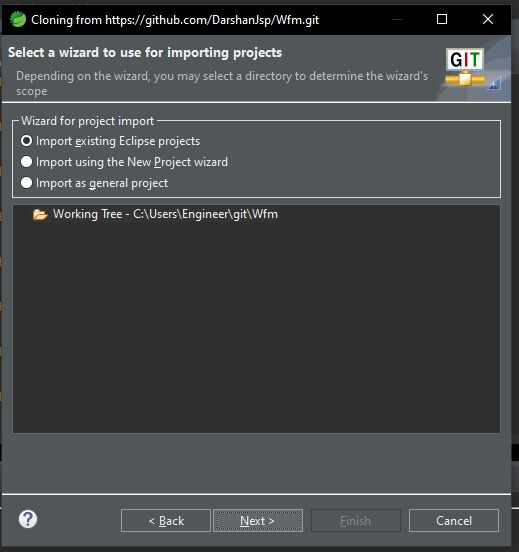 Cloning from https://github.com/DarshanJsp/Wfm.git
Select a wizard to use for importing projects
Depending on the wizard, you may select a directory to determine the wizard's
scope
GIT
Wizard for project import
Import existing Eclipse projects
Import using the New Project wizard
Import as general project
Working Tree - C:\Users\Engineer\git\Wfm
?
< Back
Next >
Finish
Cancel